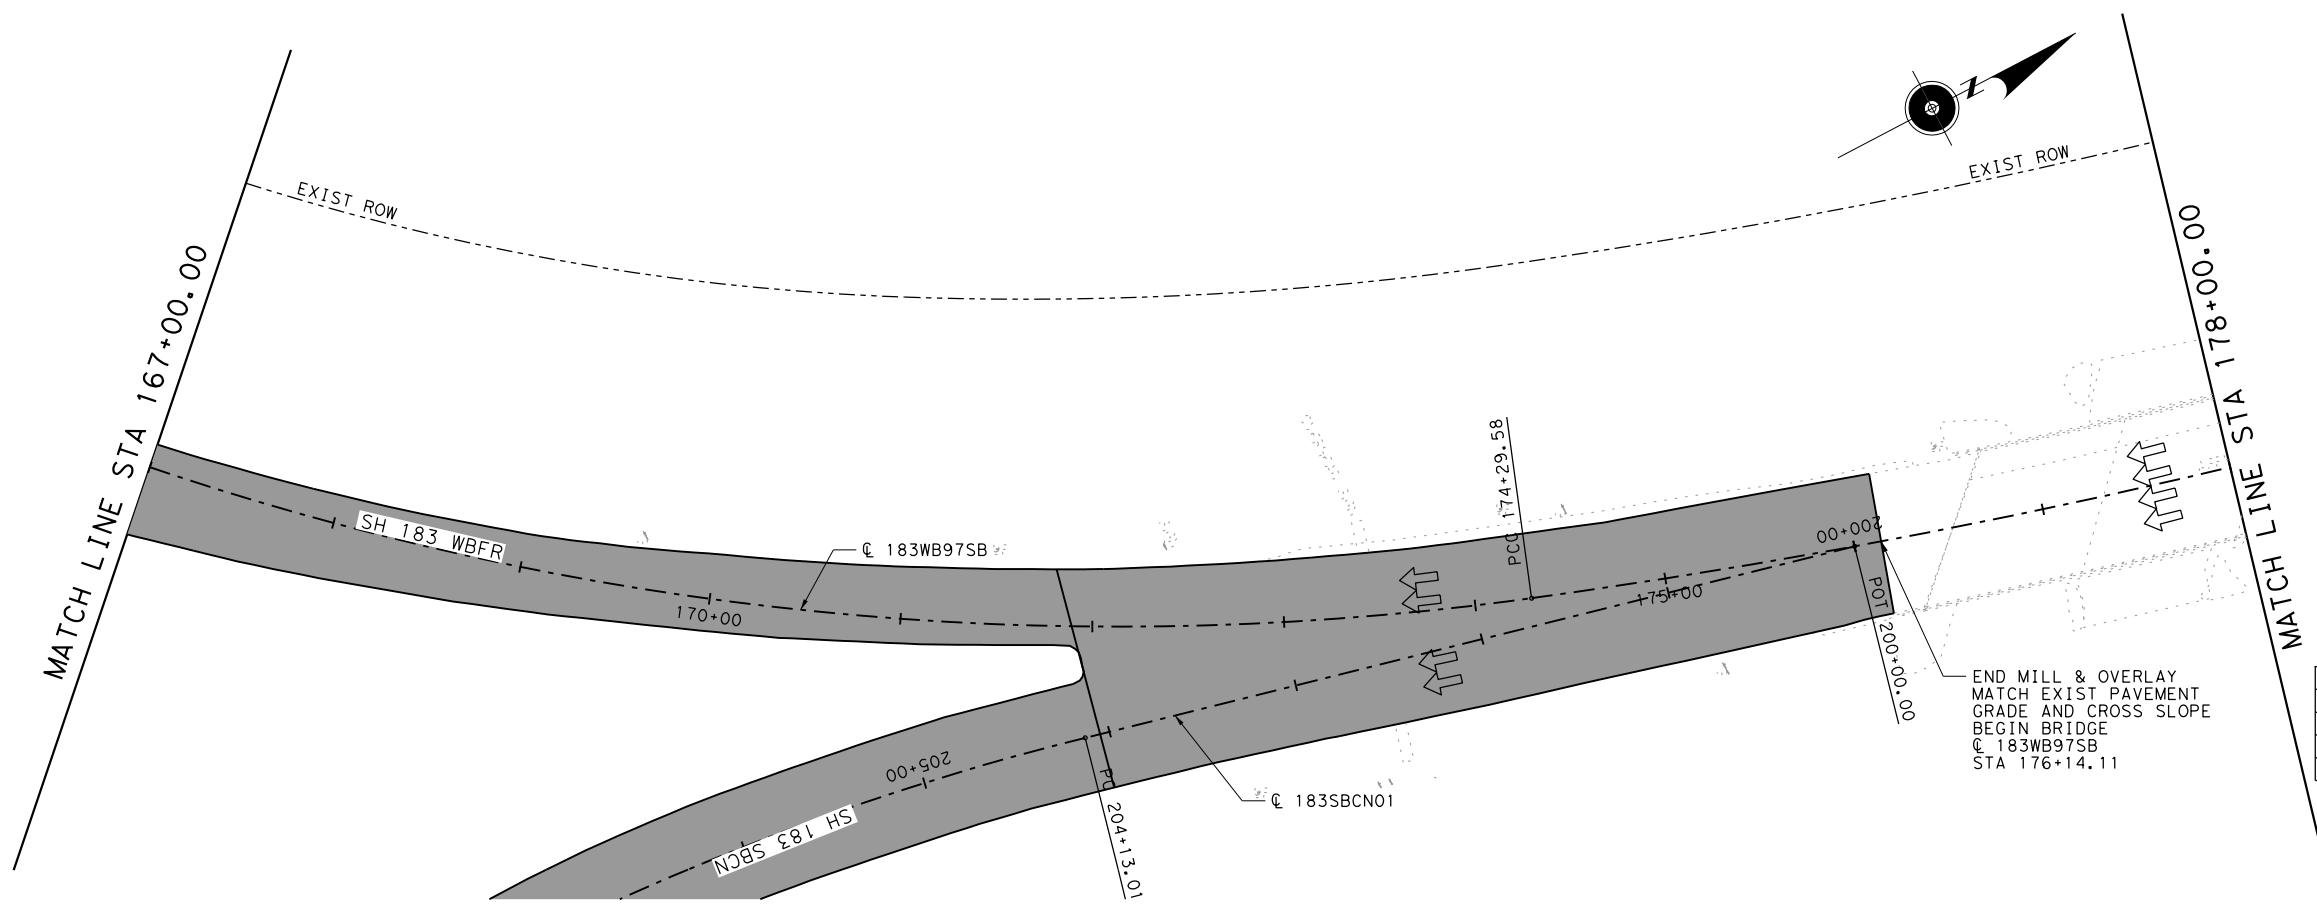 MATCH LINE STA 167+00.00
EXIST ROW
N
EXIST ROW
MATCH LINE STA 178+00.00
SH 183 WBFR
℄ 183WB97SB
170+00
PCC 174+29.58
200+00
175+00
POT 200+00.00
END MILL & OVERLAY
MATCH EXIST PAVEMENT
GRADE AND CROSS SLOPE
BEGIN BRIDGE
℄ 183WB97SB
STA 176+14.11
205+00
SH 183 SBCN
204+13.01
℄ 183SBCN01